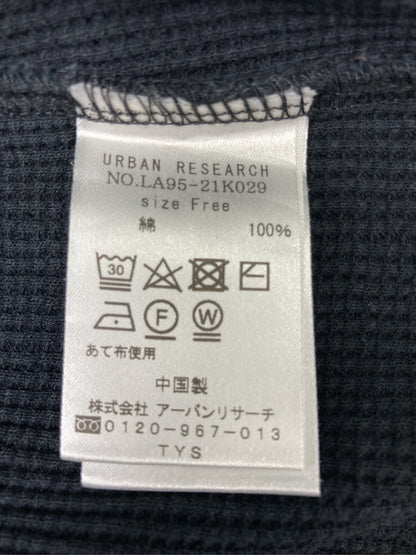 URBAN RESEARCH
NO.LA95-21K029
size Free
綿 100%
30
F W
あて布使用
中国製
株式会社 アーバンリサーチ
0120-967-013
TYS